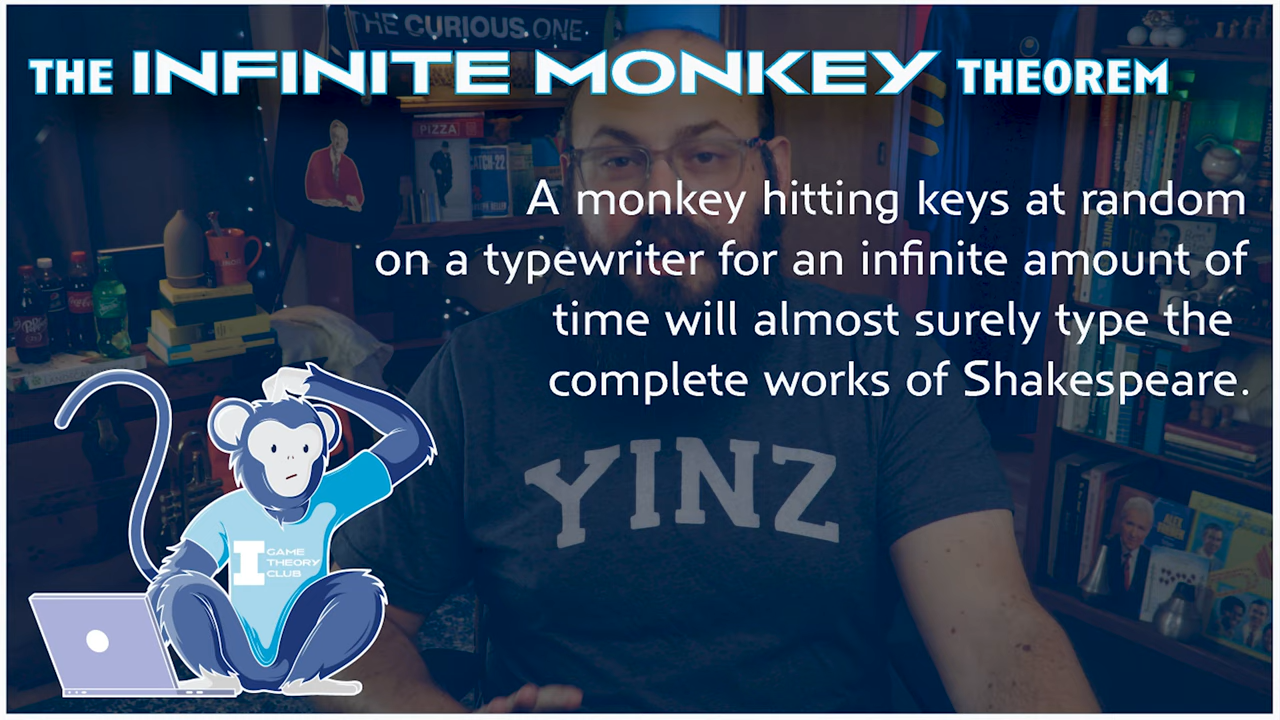 THE CURIOUS ONE
THE INFINITE MONKEY THEOREM
PIZZA
CATCH-22
A monkey hitting keys at random
on a typewriter for an infinite amount of
time will almost surely type the
complete works of Shakespeare.
YINZ
I GAME
THEORY
CLUB